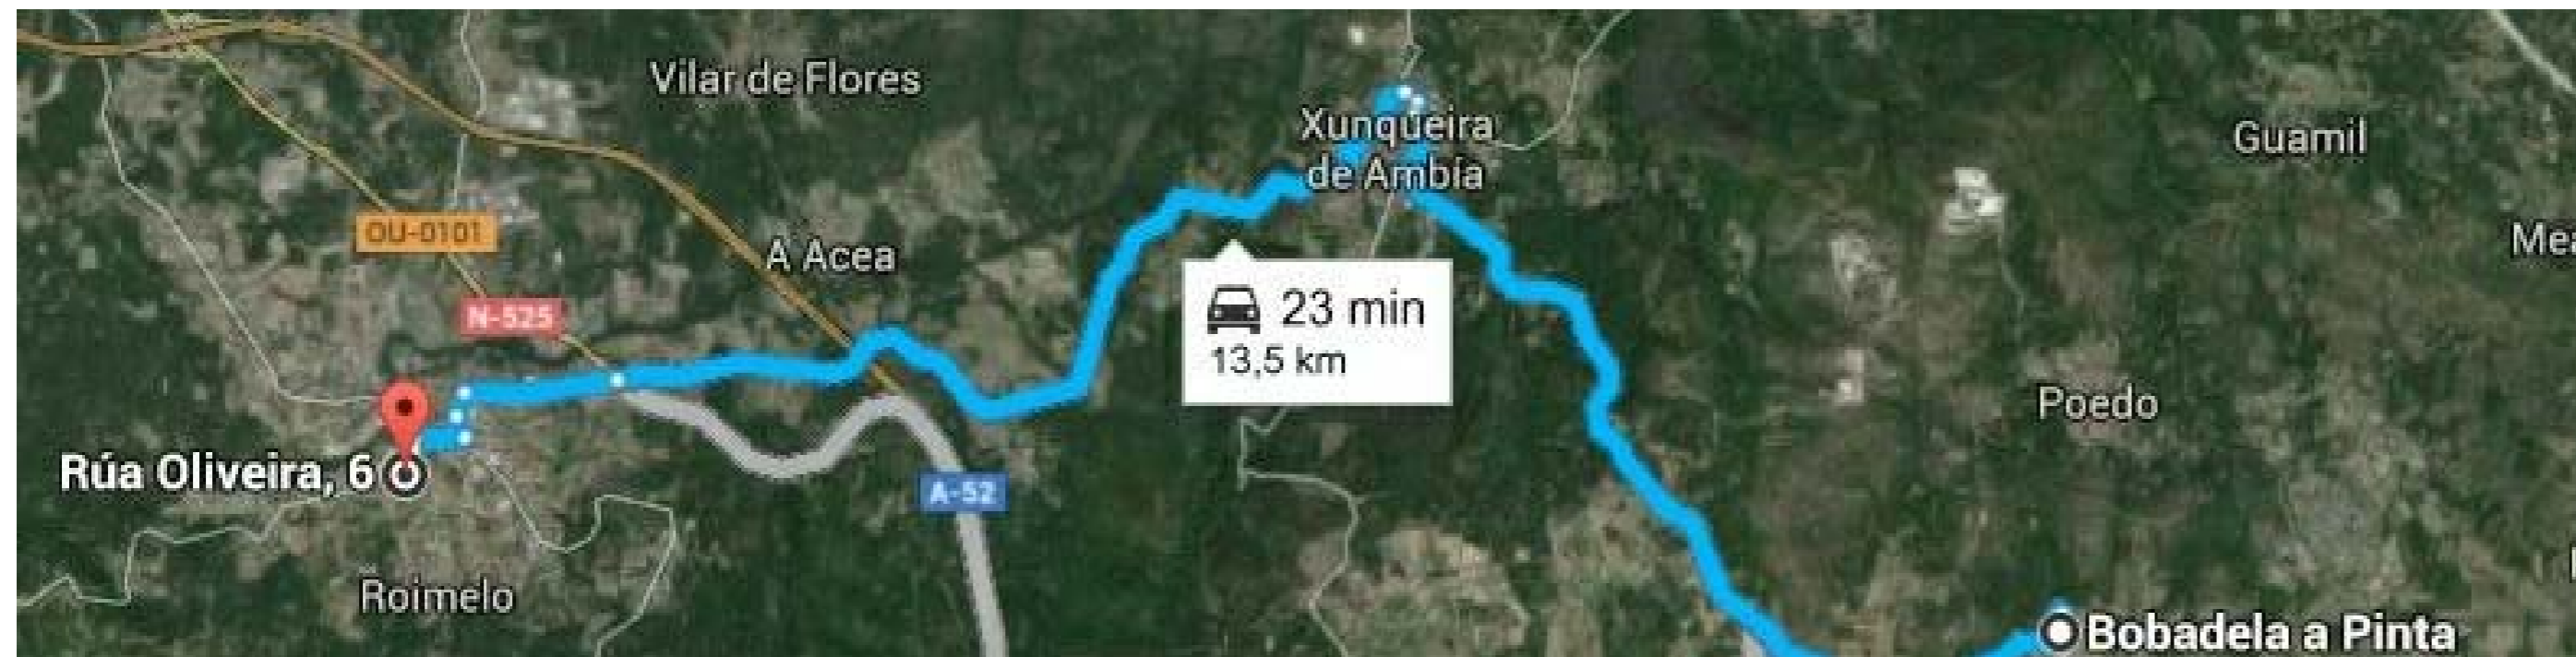 Vilar de Flores
Xunqueira
de Ambía
Guamil
OU-0101
A Acea
N-525
23 min
13,5 km
Poedo
Rúa Oliveira, 6
A-52
Roimelo
Bobadela a Pinta